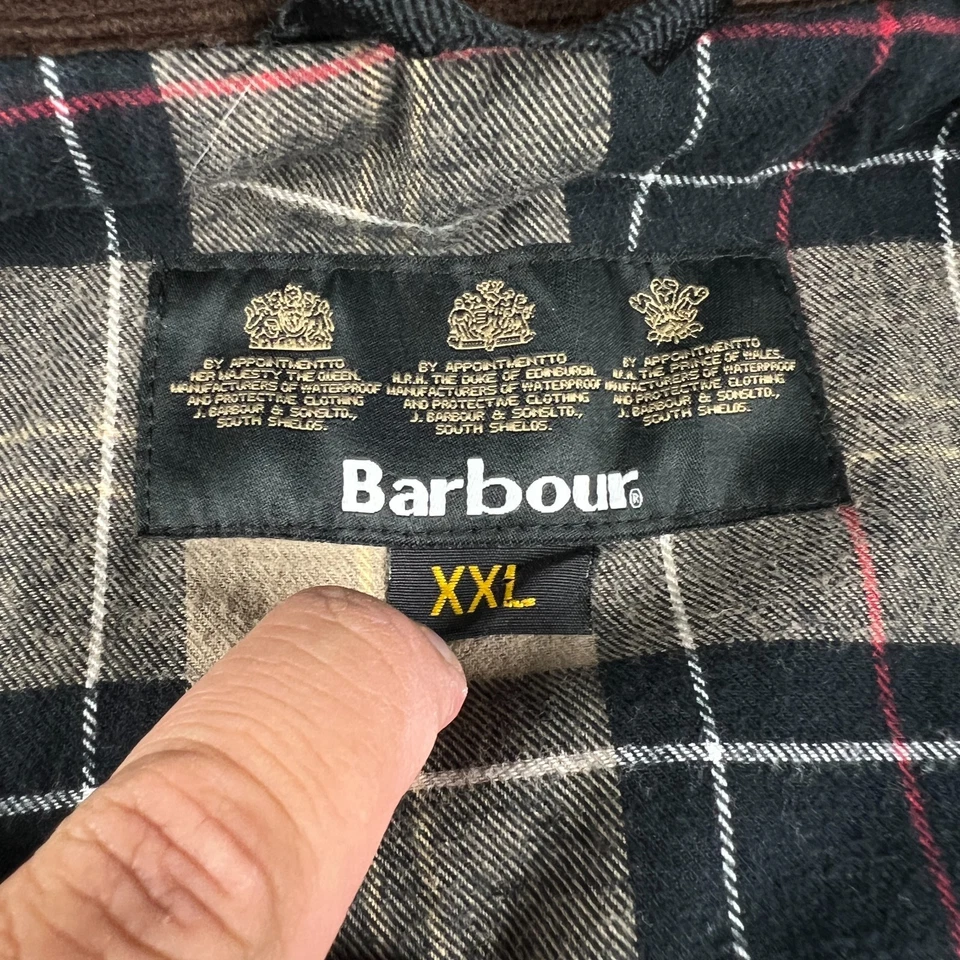 BY APPOINTMENTTO
HER MAJESTY THE QUEEN
MANUFACTURERS OF WATERPROOF
AND PROTECTIVE CLOTHING
J. BARBOUR & SONSLTD.,
SOUTH SHIELDS.
BY APPOINTMENTTO
H.R.H. THE DUKE OF EDINBURGH
MANUFACTURERS OF WATERPROOF
AND PROTECTIVE CLOTHING
J. BARBOUR & SONSLTD.,
SOUTH SHIELDS.
BY APPOINTMENTTO
H.R.H. THE PRINCE OF WALES.
MANUFACTURERS OF WATERPROOF
AND PROTECTIVE CLOTHING
J. BARBOUR & SONSLTD.,
SOUTH SHIELDS.
Barbour®
XXL